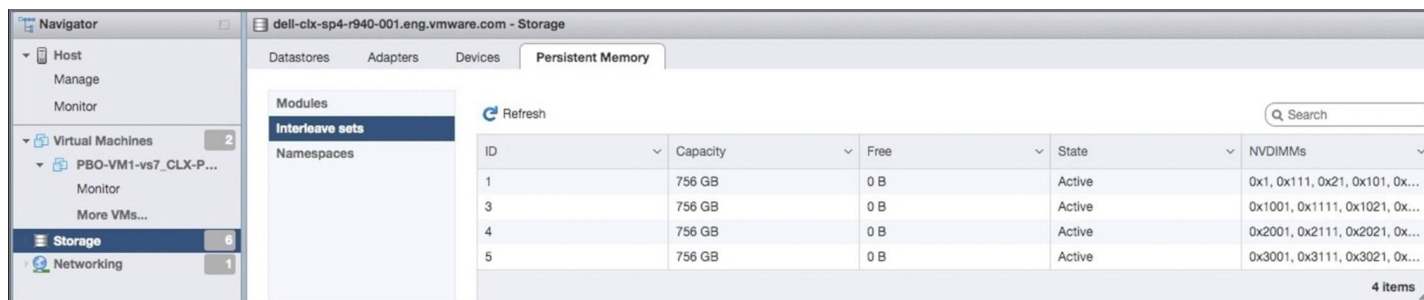 Navigator
Host
Manage
Monitor
Virtual Machines 2
PBO-VM1-vs7_CLX-P...
Monitor
More VMs...
Storage 6
Networking 1
dell-clx-sp4-r940-001.eng.vmware.com - Storage
Datastores Adapters Devices Persistent Memory
Modules
Interleave sets
Namespaces
Refresh Search
ID Capacity Free State NVDIMMs
1 756 GB 0 B Active 0x1, 0x111, 0x21, 0x101, 0x...
3 756 GB 0 B Active 0x1001, 0x1111, 0x1021, 0x...
4 756 GB 0 B Active 0x2001, 0x2111, 0x2021, 0x...
5 756 GB 0 B Active 0x3001, 0x3111, 0x3021, 0x...
4 items